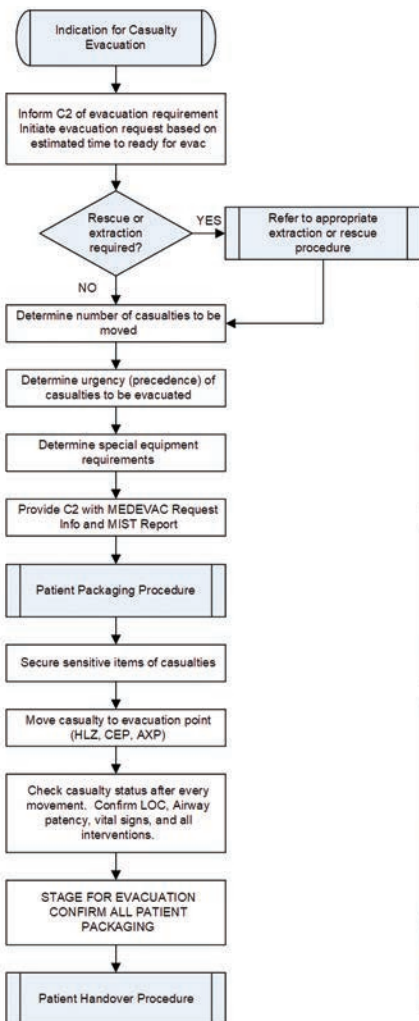 Indication for Casualty
Evacuation
Inform C2 of evacuation requirement
Initiate evacuation request based on
estimated time to ready for evac
Rescue or
extraction
required?
YES
Refer to appropriate
extraction or rescue
procedure
NO
Determine number of casualties to be
moved
Determine urgency (precedence) of
casualties to be evacuated
Determine special equipment
requirements
Provide C2 with MEDEVAC Request
Info and MIST Report
Patient Packaging Procedure
Secure sensitive items of casualties
Move casualty to evacuation point
(HLZ, CEP, AXP)
Check casualty status after every
movement. Confirm LOC, Airway
patency, vital signs, and all
interventions.
STAGE FOR EVACUATION
CONFIRM ALL PATIENT
PACKAGING
Patient Handover Procedure